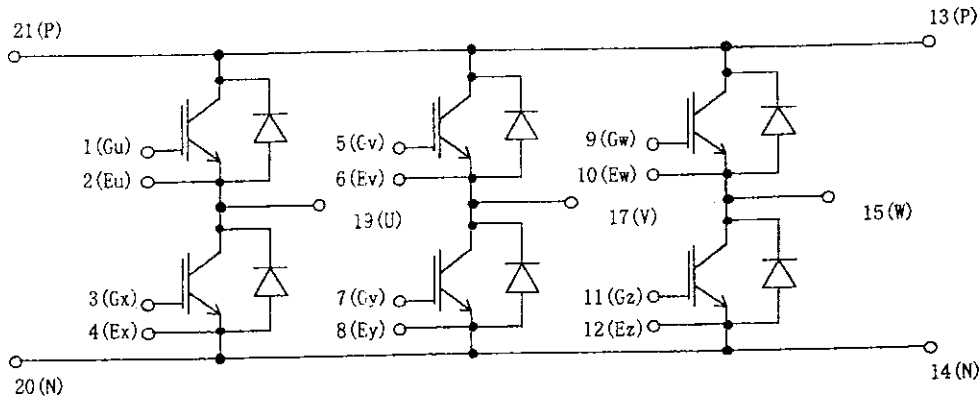 21(P)
13(P)
1(Gu)
2(Eu)
5(Gv)
6(Ev)
9(Gw)
10(Ew)
19(U)
17(V)
15(W)
3(Gx)
4(Ex)
7(Gy)
8(Ey)
11(Gz)
12(Ez)
20(N)
14(N)